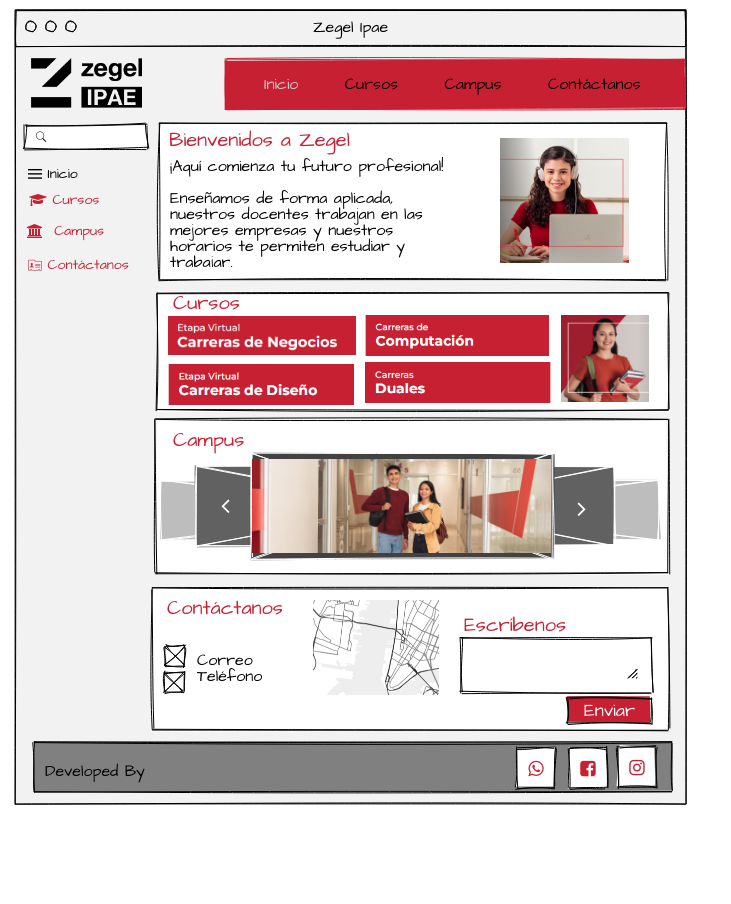 Zegel Ipae
zegel
IPAE
Inicio
Cursos
Campus
Contáctanos
Inicio
Cursos
Campus
Contáctanos
Bienvenidos a Zegel
¡Aquí comienza tu futuro profesional!
Enseñamos de forma aplicada,
nuestros docentes trabajan en las
mejores empresas y nuestros
horarios te permiten estudiar y
trabajar.
Cursos
Etapa Virtual
Carreras de Negocios
Carreras de
Computación
Etapa Virtual
Carreras de Diseño
Carreras
Duales
Campus
Contáctanos
Correo
Teléfono
Escríbenos
Enviar
Developed By